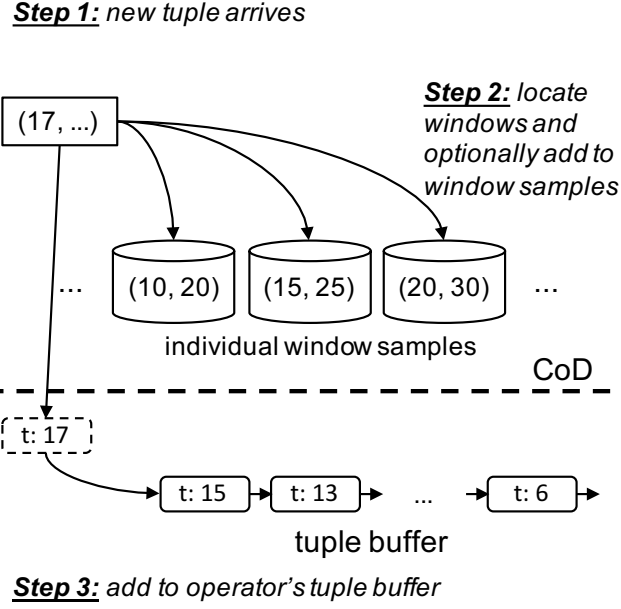 Step 1: new tuple arrives
(17, ...)
Step 2: locate
windows and
optionally add to
window samples
... (10, 20) (15, 25) (20, 30) ...
individual window samples
CoD
t: 17
t: 15 t: 13 ... t: 6
tuple buffer
Step 3: add to operator's tuple buffer